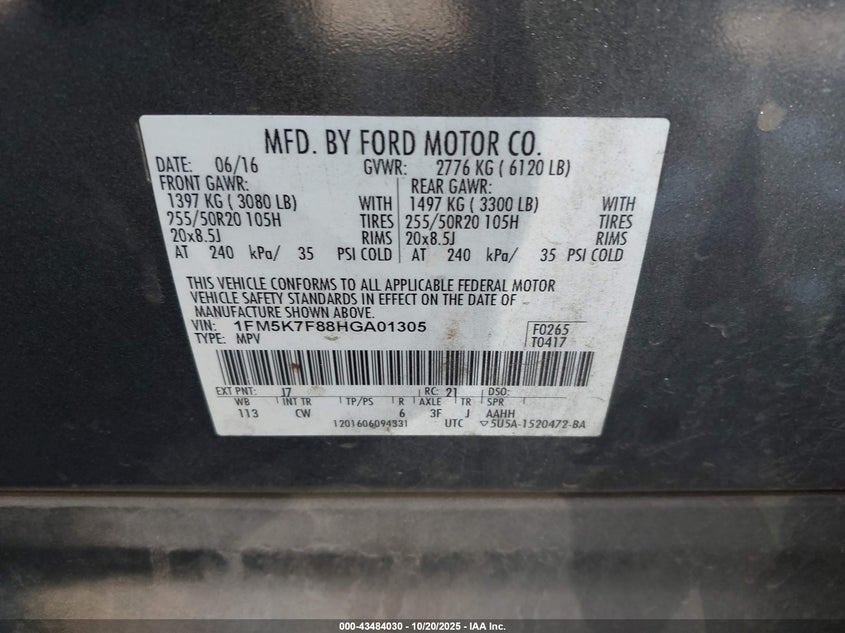 MFD. BY FORD MOTOR CO.
DATE: 06/16 GVWR: 2776 KG ( 6120 LB)
FRONT GAWR: REAR GAWR:
1397 KG ( 3080 LB) WITH 1497 KG ( 3300 LB) WITH
255/50R20 105H TIRES 255/50R20 105H TIRES
20x8.5J RIMS 20x8.5J RIMS
AT 240 kPa/ 35 PSI COLD AT 240 kPa/ 35 PSI COLD
THIS VEHICLE CONFORMS TO ALL APPLICABLE FEDERAL MOTOR
VEHICLE SAFETY STANDARDS IN EFFECT ON THE DATE OF
MANUFACTURE SHOWN ABOVE.
VIN: 1FM5K7F88HGA01305 F0265
TYPE: MPV T0417
EXT PNT: J7 RC: 21 DSO:
WB INT TR TP/PS R AXLE TR SPR
113 CW 6 3F J AAHH
1201606094331 UTC ▽5U5A-1520472-BA
000-43484030 - 10/20/2025 - IAA Inc.